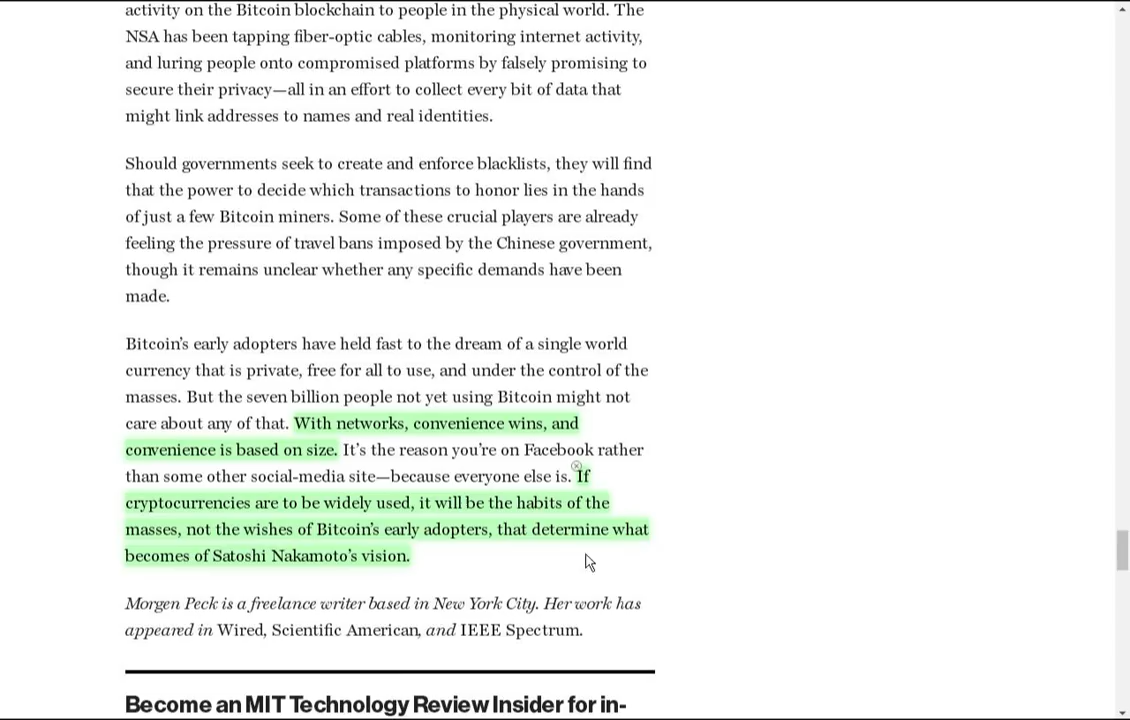 activity on the Bitcoin blockchain to people in the physical world. The
NSA has been tapping fiber-optic cables, monitoring internet activity,
and luring people onto compromised platforms by falsely promising to
secure their privacy—all in an effort to collect every bit of data that
might link addresses to names and real identities.
Should governments seek to create and enforce blacklists, they will find
that the power to decide which transactions to honor lies in the hands
of just a few Bitcoin miners. Some of these crucial players are already
feeling the pressure of travel bans imposed by the Chinese government,
though it remains unclear whether any specific demands have been
made.
Bitcoin's early adopters have held fast to the dream of a single world
currency that is private, free for all to use, and under the control of the
masses. But the seven billion people not yet using Bitcoin might not
care about any of that. With networks, convenience wins, and
convenience is based on size. It's the reason you're on Facebook rather
than some other social-media site—because everyone else is. If
cryptocurrencies are to be widely used, it will be the habits of the
masses, not the wishes of Bitcoin's early adopters, that determine what
becomes of Satoshi Nakamoto's vision.
Morgen Peck is a freelance writer based in New York City. Her work has
appeared in Wired, Scientific American, and IEEE Spectrum.
Become an MIT Technology Review Insider for in-